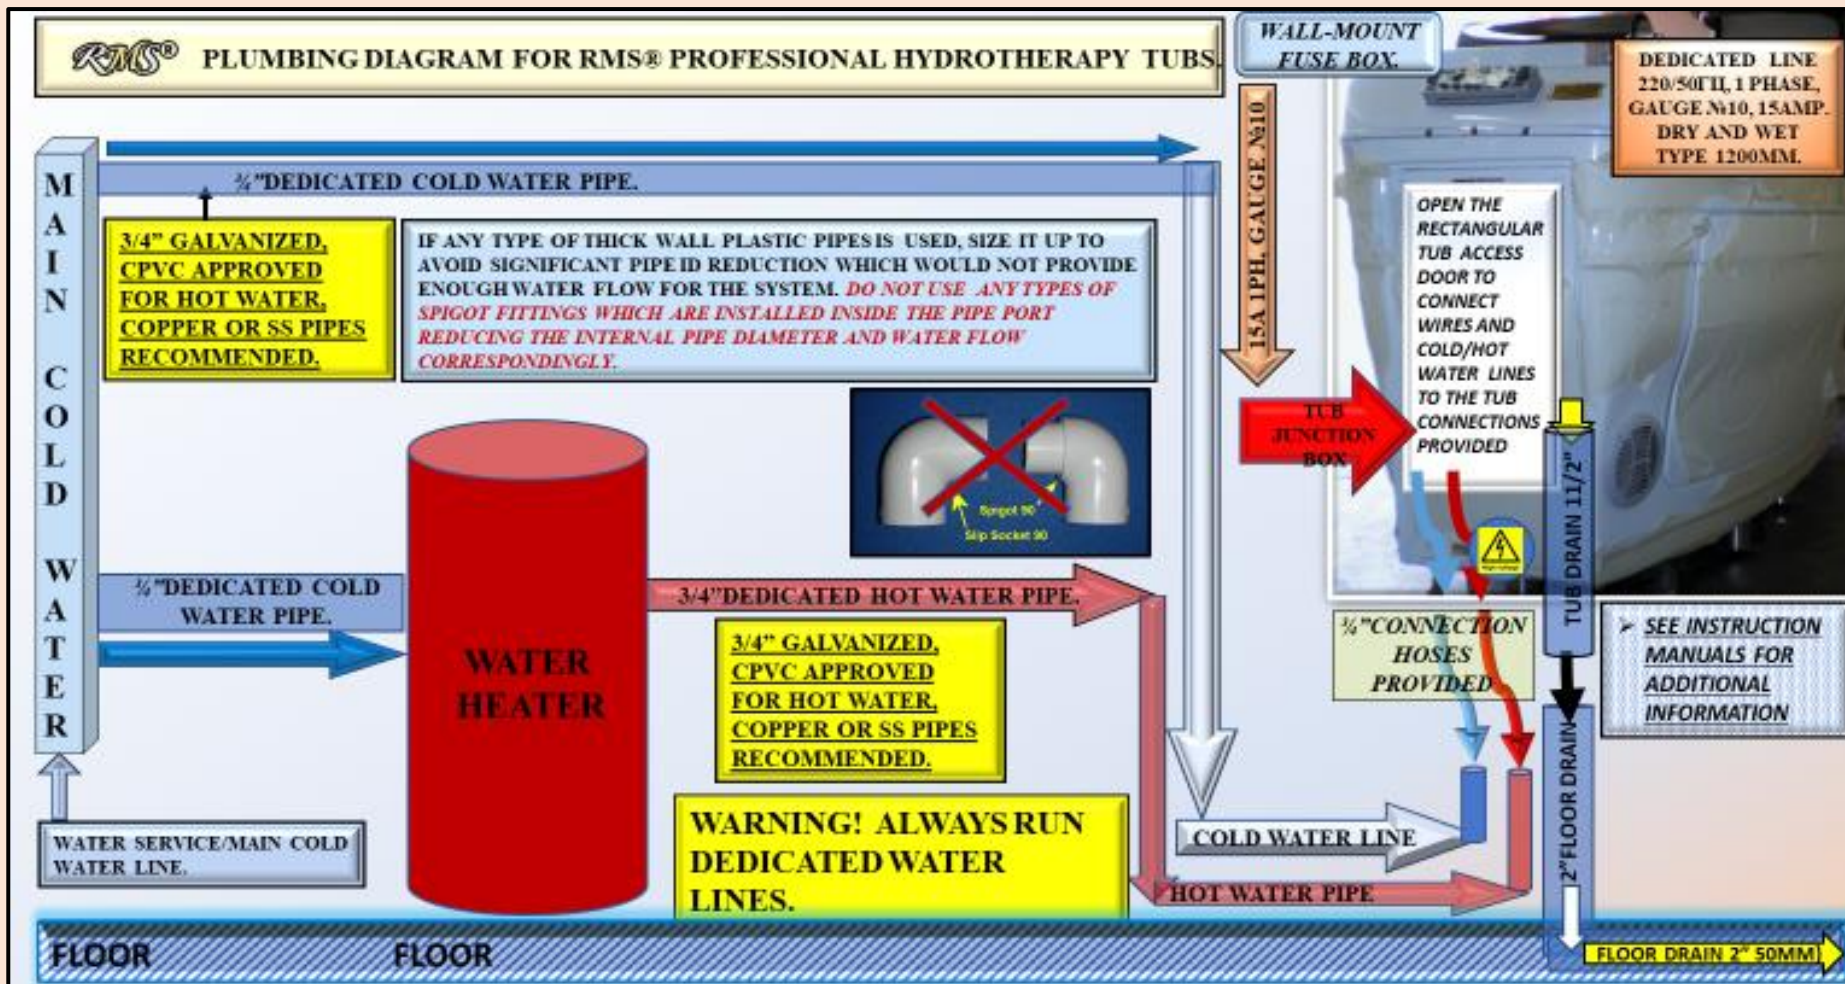 RMS® PLUMBING DIAGRAM FOR RMS® PROFESSIONAL HYDROTHERAPY TUBS.
WALL-MOUNT
FUSE BOX.
DEDICATED LINE
220/50ГЦ, 1 PHASE,
GAUGE №10, 15AMP.
DRY AND WET
TYPE 1200MM.
MAIN COLD WATER
¾"DEDICATED COLD WATER PIPE.
3/4" GALVANIZED,
CPVC APPROVED
FOR HOT WATER,
COPPER OR SS PIPES
RECOMMENDED.
IF ANY TYPE OF THICK WALL PLASTIC PIPES IS USED, SIZE IT UP TO
AVOID SIGNIFICANT PIPE ID REDUCTION WHICH WOULD NOT PROVIDE
ENOUGH WATER FLOW FOR THE SYSTEM. DO NOT USE ANY TYPES OF
SPIGOT FITTINGS WHICH ARE INSTALLED INSIDE THE PIPE PORT
REDUCING THE INTERNAL PIPE DIAMETER AND WATER FLOW
CORRESPONDINGLY.
15A 1PH, GAUGE №10
OPEN THE
RECTANGULAR
TUB ACCESS
DOOR TO
CONNECT
WIRES AND
COLD/HOT
WATER LINES
TO THE TUB
CONNECTIONS
PROVIDED
TUB
JUNCTION
BOX
Spigot 90
Slip Socket 90
TUB DRAIN 11/2"
¾"DEDICATED COLD
WATER PIPE.
WATER
HEATER
3/4"DEDICATED HOT WATER PIPE.
3/4" GALVANIZED,
CPVC APPROVED
FOR HOT WATER,
COPPER OR SS PIPES
RECOMMENDED.
¾"CONNECTION
HOSES
PROVIDED
➢ SEE INSTRUCTION
MANUALS FOR
ADDITIONAL
INFORMATION
2"FLOOR DRAIN
WATER SERVICE/MAIN COLD
WATER LINE.
WARNING! ALWAYS RUN
DEDICATED WATER
LINES.
COLD WATER LINE
HOT WATER PIPE
FLOOR FLOOR
FLOOR DRAIN 2" 50MM